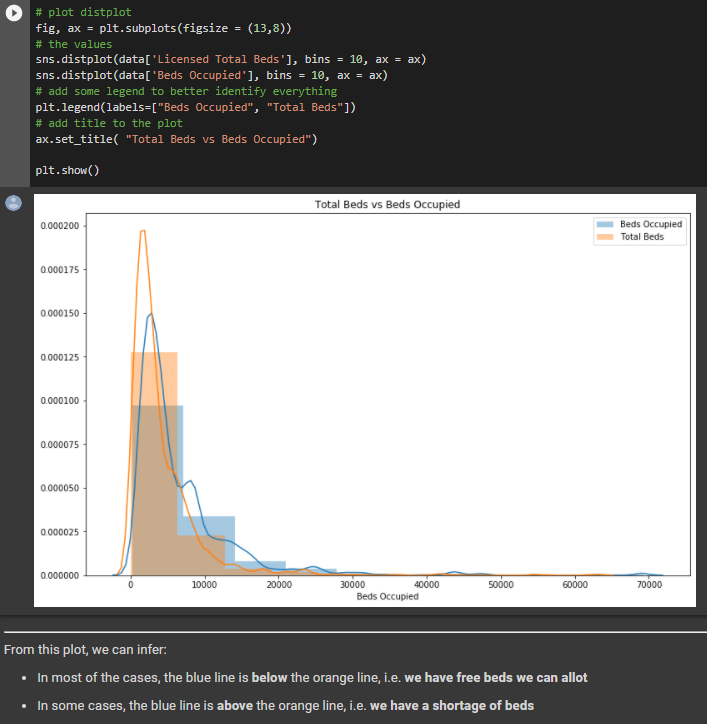 # plot distplot
fig, ax = plt.subplots(figsize = (13,8))
# the values
sns.distplot(data['Licensed Total Beds'], bins = 10, ax = ax)
sns.distplot(data['Beds Occupied'], bins = 10, ax = ax)
# add some legend to better identify everything
plt.legend(labels=["Beds Occupied", "Total Beds"])
# add title to the plot
ax.set_title( "Total Beds vs Beds Occupied")
plt.show()
Total Beds vs Beds Occupied
Beds Occupied
Total Beds
0.000200
0.000175
0.000150
0.000125
0.000100
0.000075
0.000050
0.000025
0.000000
0 10000 20000 30000 40000 50000 60000 70000
Beds Occupied
From this plot, we can infer:
• In most of the cases, the blue line is below the orange line, i.e. we have free beds we can allot
• In some cases, the blue line is above the orange line, i.e. we have a shortage of beds